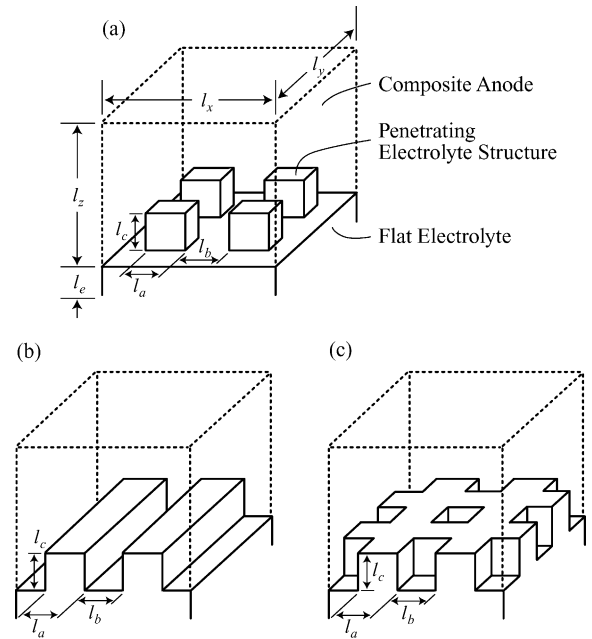 (a)
l_y
l_x
Composite Anode
Penetrating
Electrolyte Structure
l_z
l_c
l_b
Flat Electrolyte
l_e
l_a
(b)
(c)
l_c
l_b
l_a
l_c
l_b
l_a